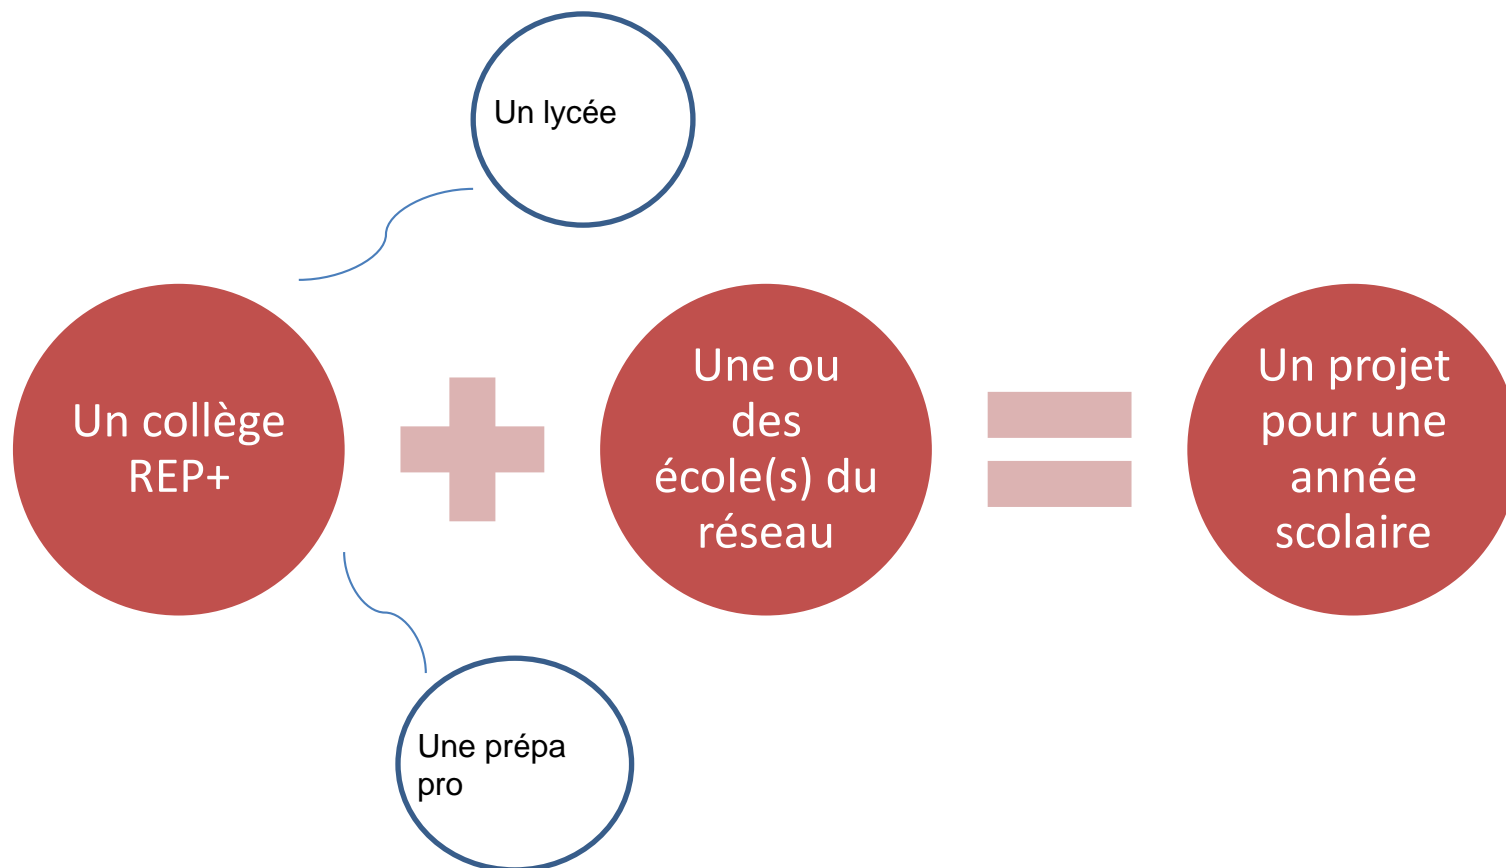 Un lycée
Un collège
REP+
Une ou
des
école(s) du
réseau
Un projet
pour une
année
scolaire
Une prépa
pro